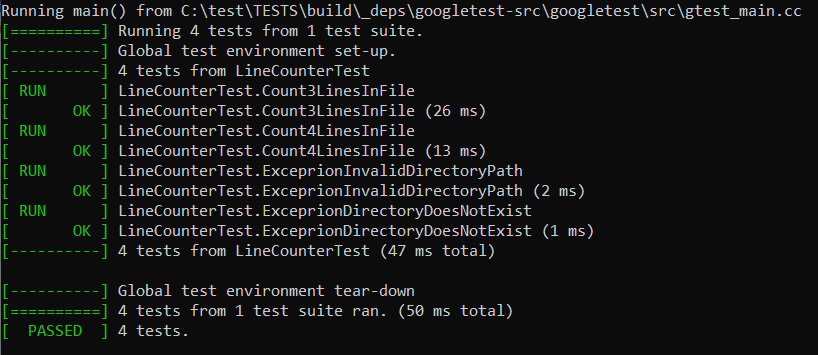 Running main() from C:\test\TESTS\build\_deps\googletest-src\googletest\src\gtest_main.cc
[==========] Running 4 tests from 1 test suite.
[----------] Global test environment set-up.
[----------] 4 tests from LineCounterTest
[ RUN      ] LineCounterTest.Count3LinesInFile
[       OK ] LineCounterTest.Count3LinesInFile (26 ms)
[ RUN      ] LineCounterTest.Count4LinesInFile
[       OK ] LineCounterTest.Count4LinesInFile (13 ms)
[ RUN      ] LineCounterTest.ExceprionInvalidDirectoryPath
[       OK ] LineCounterTest.ExceprionInvalidDirectoryPath (2 ms)
[ RUN      ] LineCounterTest.ExceprionDirectoryDoesNotExist
[       OK ] LineCounterTest.ExceprionDirectoryDoesNotExist (1 ms)
[----------] 4 tests from LineCounterTest (47 ms total)
[----------] Global test environment tear-down
[==========] 4 tests from 1 test suite ran. (50 ms total)
[  PASSED  ] 4 tests.